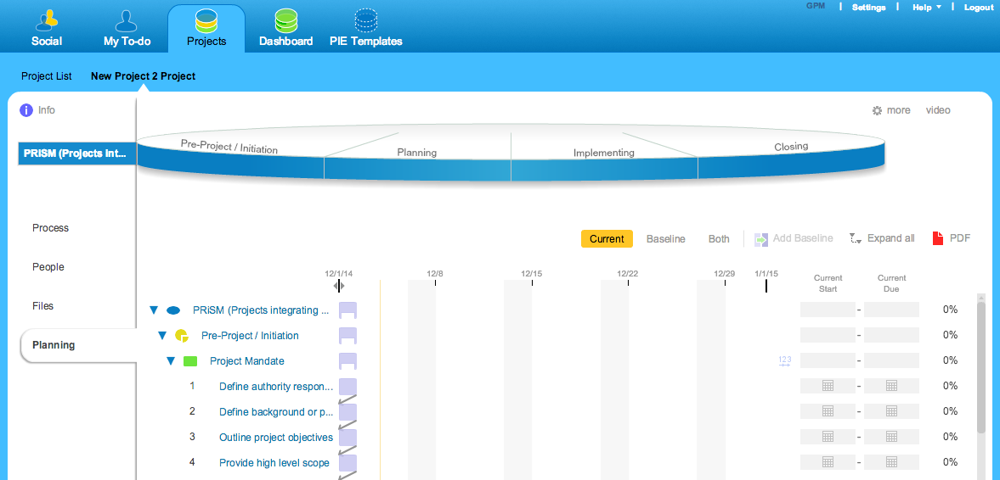 GPM | Settings | Help | Logout
Social My To-do Projects Dashboard PIE Templates
Project List New Project 2 Project
i Info
more video
PRISM (Projects Int...
Pre-Project / Initiation Planning Implementing Closing
Process
People
Files
Planning
Current Baseline Both Add Baseline Expand all PDF
12/1/14 12/8 12/15 12/22 12/29 1/1/15
Current Start
Current Due
PRiSM (Projects integrating ... - 0%
Pre-Project / Initiation - 0%
Project Mandate 123 - 0%
1 Define authority respon... - 0%
2 Define background or p... - 0%
3 Outline project objectives - 0%
4 Provide high level scope - 0%